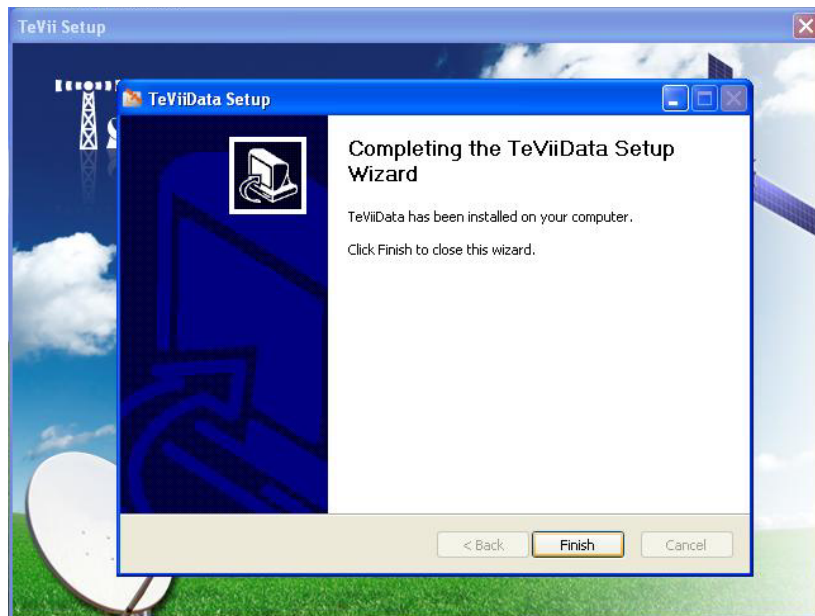 TeVii Setup
TeViiData Setup
Completing the TeViiData Setup
Wizard
TeViiData has been installed on your computer.
Click Finish to close this wizard.
< Back
Finish
Cancel